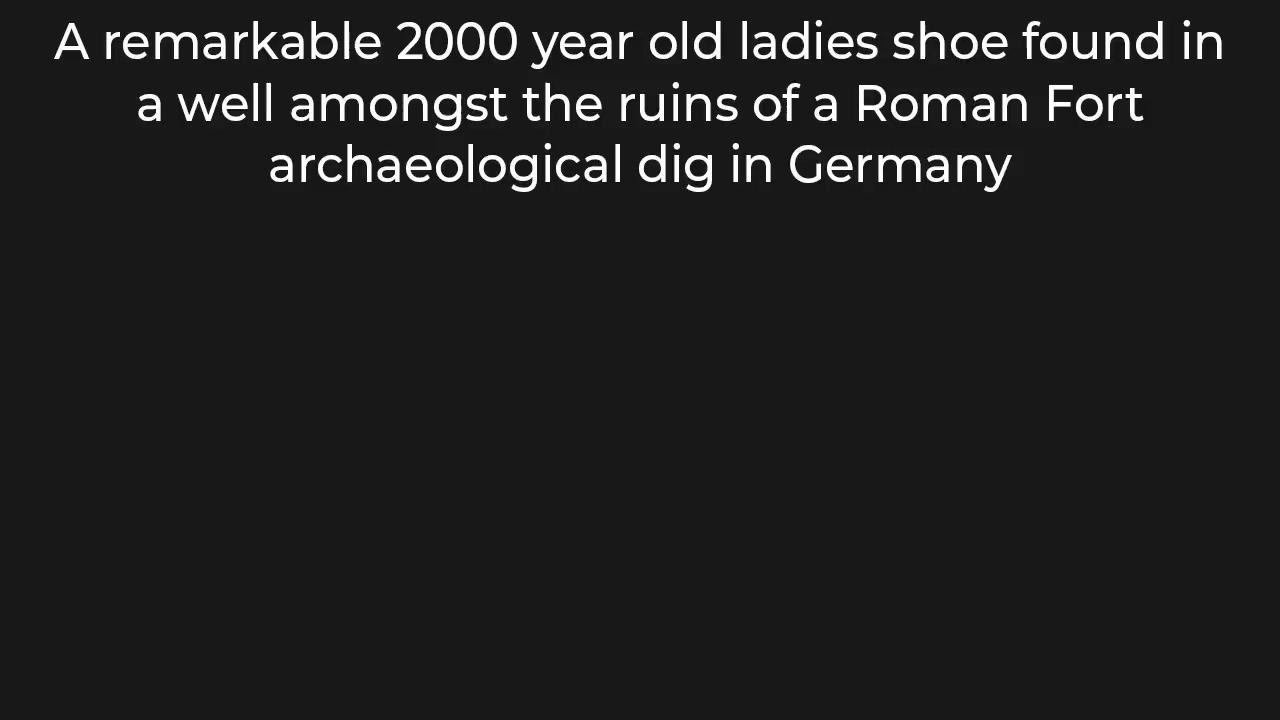 A remarkable 2000 year old ladies shoe found in
a well amongst the ruins of a Roman Fort
archaeological dig in Germany